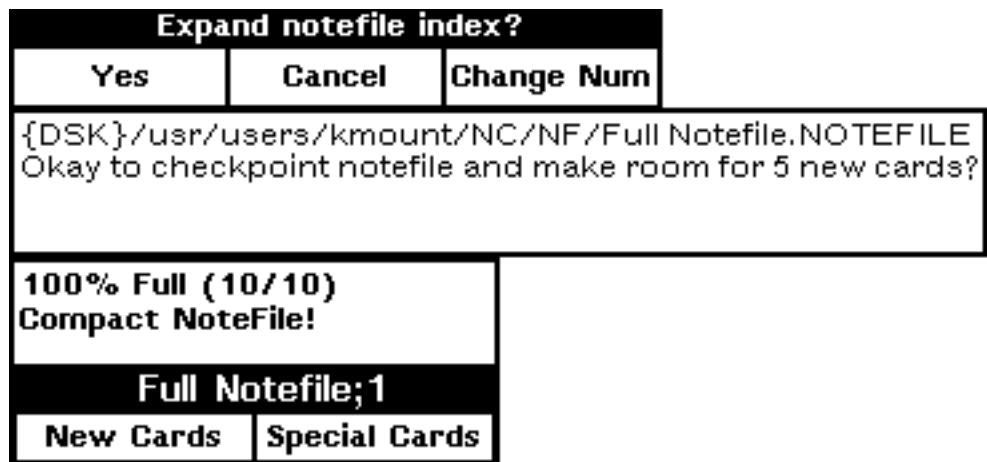 Expand notefile index?
Yes Cancel Change Num
{DSK}/usr/users/kmount/NC/NF/Full Notefile.NOTEFILE
Okay to checkpoint notefile and make room for 5 new cards?
100% Full (10/10)
Compact NoteFile!
Full Notefile;1
New Cards Special Cards